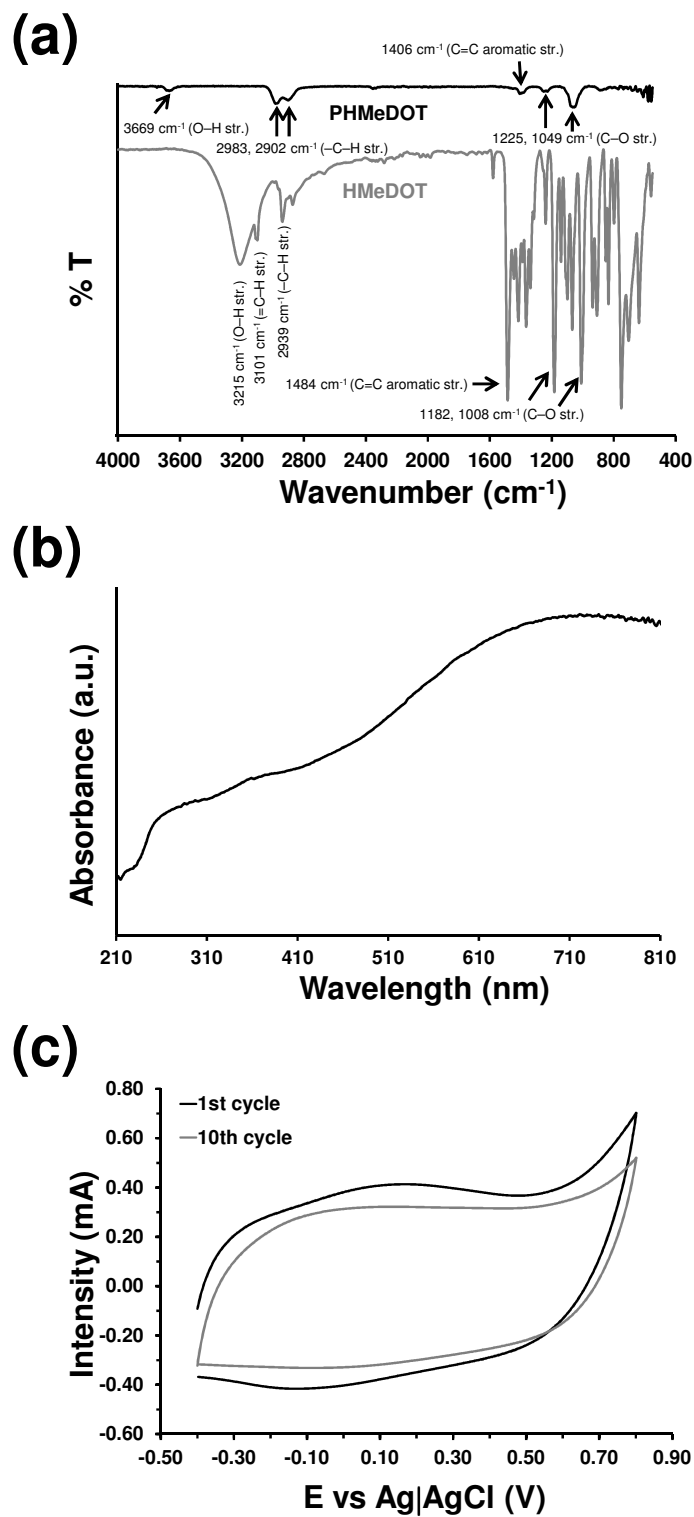 (a)
1406 cm-1 (C=C aromatic str.)
PHMeDOT
3669 cm-1 (O–H str.)
2983, 2902 cm-1 (–C–H str.)
1225, 1049 cm-1 (C–O str.)
HMeDOT
% T
3215 cm-1 (O–H str.)
3101 cm-1 (=C–H str.)
2939 cm-1 (–C–H str.)
1484 cm-1 (C=C aromatic str.)
1182, 1008 cm-1 (C–O str.)
4000 3600 3200 2800 2400 2000 1600 1200 800 400
Wavenumber (cm-1)
(b)
Absorbance (a.u.)
210 310 410 510 610 710 810
Wavelength (nm)
(c)
0.80
1st cycle
0.60
10th cycle
0.40
0.20
0.00
-0.20
-0.40
-0.60
Intensity (mA)
-0.50 -0.30 -0.10 0.10 0.30 0.50 0.70 0.90
E vs Ag|AgCl (V)